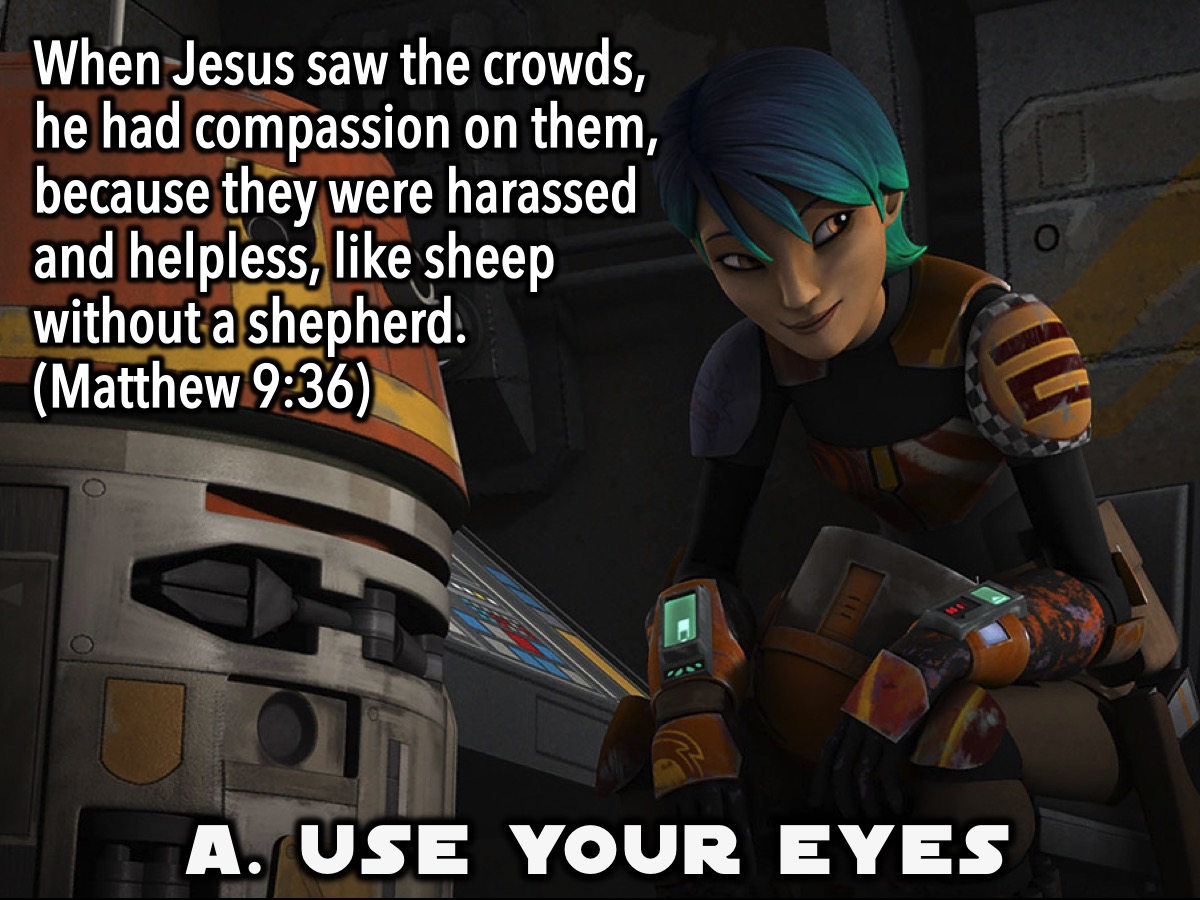 When Jesus saw the crowds,
he had compassion on them,
because they were harassed
and helpless, like sheep
without a shepherd.
(Matthew 9:36)
A. USE YOUR EYES